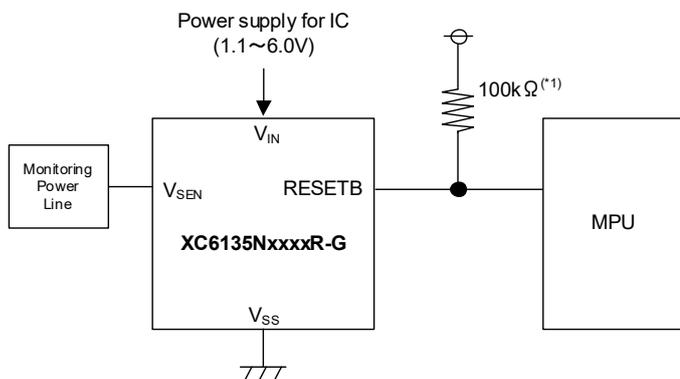 Power supply for IC
(1.1～6.0V)
100kΩ(*1)
VIN
Monitoring
Power
Line
VSEN
RESETB
MPU
XC6135NxxxxR-G
VSS